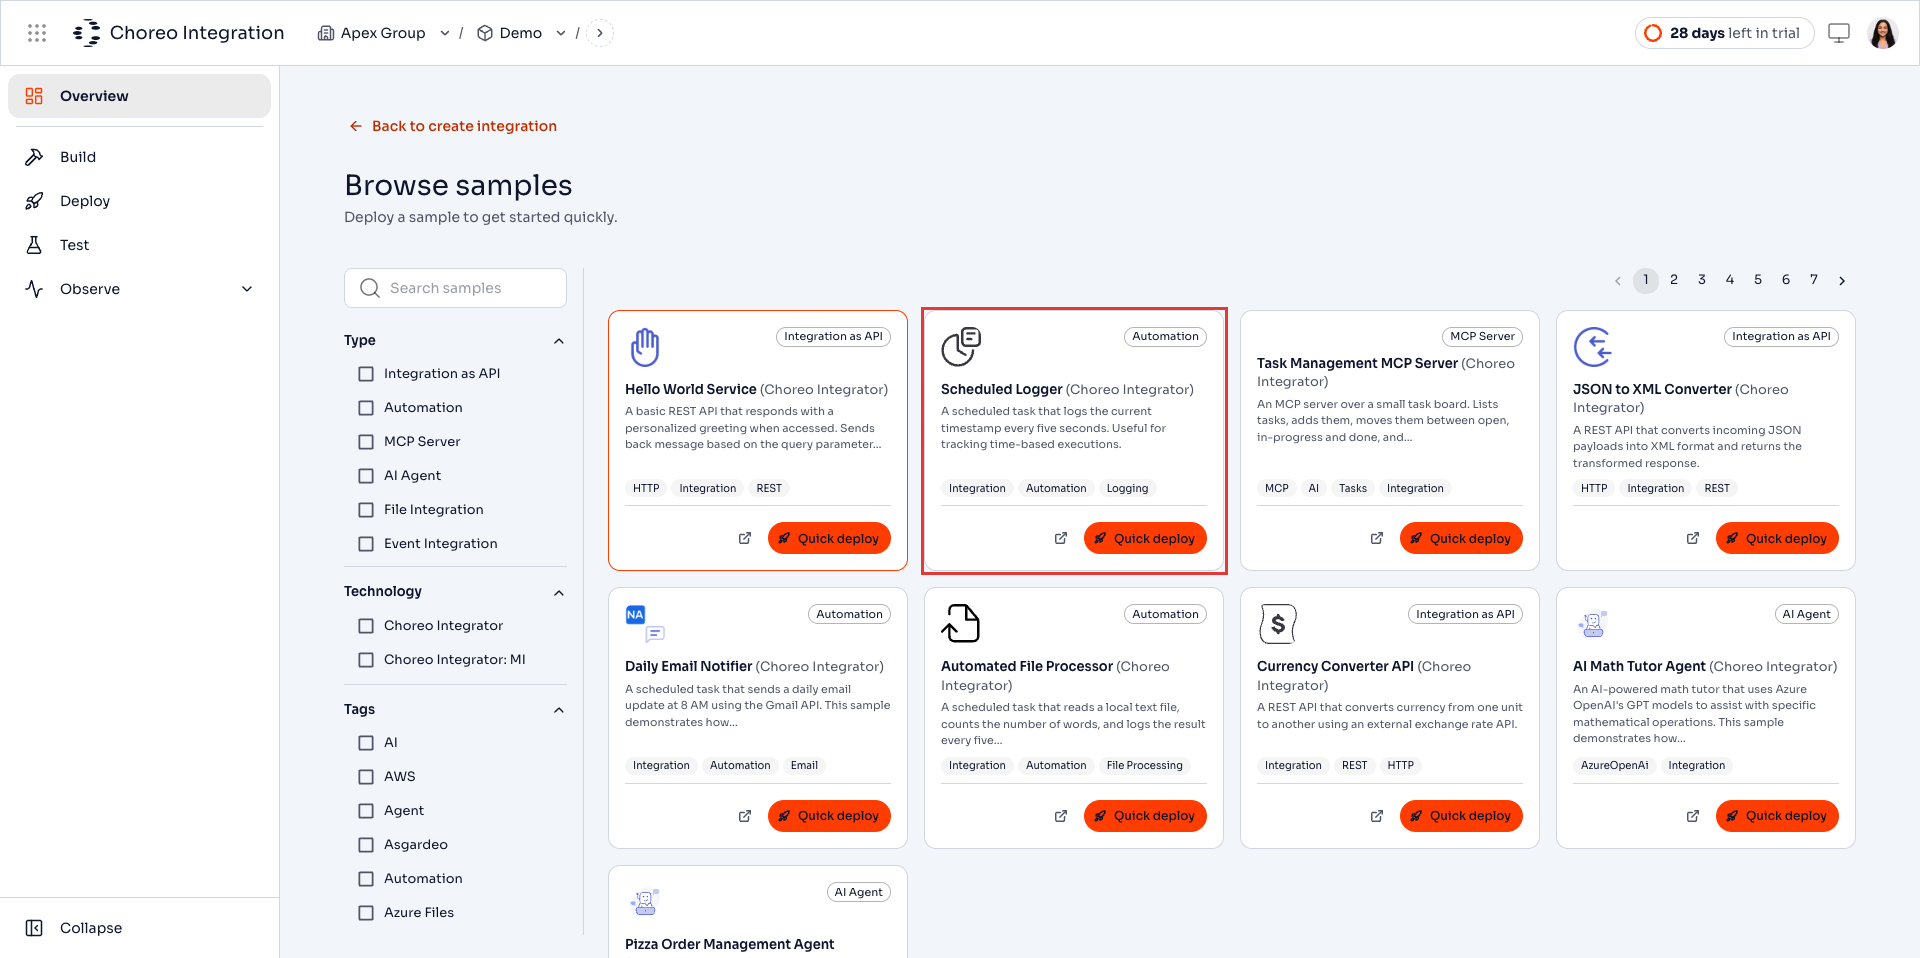 Choreo Integration
Apex Group / Demo /
28 days left in trial
Overview
Build
Deploy
Test
Observe
Collapse
Back to create integration
Browse samples
Deploy a sample to get started quickly.
Search samples
Type
Integration as API
Automation
MCP Server
AI Agent
File Integration
Event Integration
Technology
Choreo Integrator
Choreo Integrator: MI
Tags
AI
AWS
Agent
Asgardeo
Automation
Azure Files
1 2 3 4 5 6 7
Integration as API
Hello World Service (Choreo Integrator)
A basic REST API that responds with a
personalized greeting when accessed. Sends
back message based on the query parameter...
HTTP Integration REST
Quick deploy
Automation
Scheduled Logger (Choreo Integrator)
A scheduled task that logs the current
timestamp every five seconds. Useful for
tracking time-based executions.
Integration Automation Logging
Quick deploy
MCP Server
Task Management MCP Server (Choreo
Integrator)
An MCP server over a small task board. Lists
tasks, adds them, moves them between open,
in-progress and done, and...
MCP AI Tasks Integration
Quick deploy
Integration as API
JSON to XML Converter (Choreo
Integrator)
A REST API that converts incoming JSON
payloads into XML format and returns the
transformed response.
HTTP Integration REST
Quick deploy
NA
Automation
Daily Email Notifier (Choreo Integrator)
A scheduled task that sends a daily email
update at 8 AM using the Gmail API. This sample
demonstrates how...
Integration Automation Email
Quick deploy
Automation
Automated File Processor (Choreo
Integrator)
A scheduled task that reads a local text file,
counts the number of words, and logs the result
every five...
Integration Automation File Processing
Quick deploy
$
Integration as API
Currency Converter API (Choreo
Integrator)
A REST API that converts currency from one unit
to another using an external exchange rate API.
Integration REST HTTP
Quick deploy
AI Agent
AI Math Tutor Agent (Choreo Integrator)
An AI-powered math tutor that uses Azure
OpenAI's GPT models to assist with specific
mathematical operations. This sample
demonstrates how...
AzureOpenAi Integration
Quick deploy
AI Agent
Pizza Order Management Agent